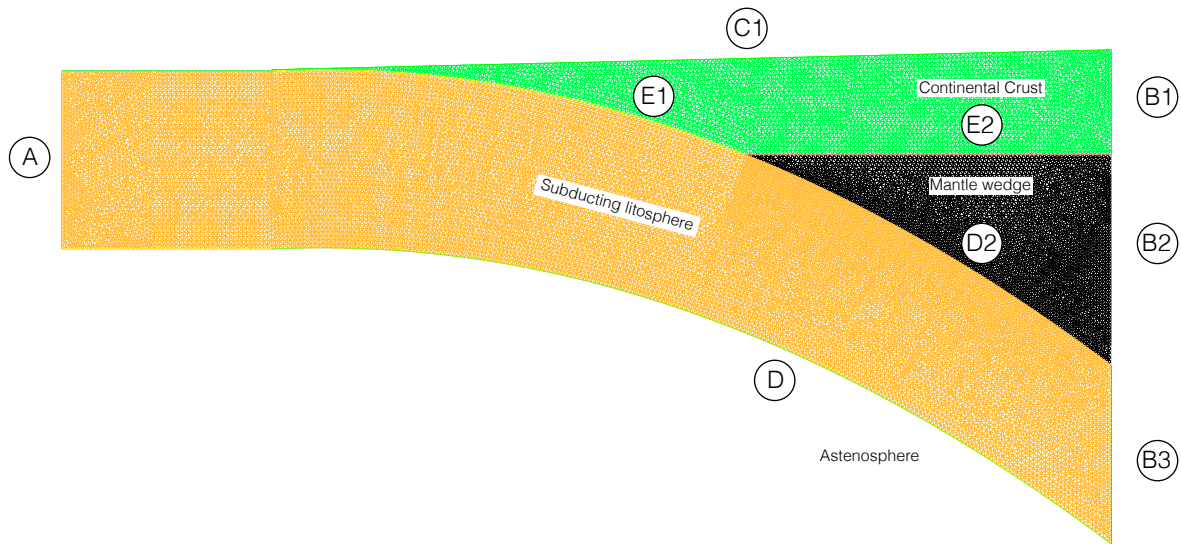 C1
E1
Continental Crust
B1
E2
A
Mantle wedge
Subducting litosphere
D2
B2
D
Astenosphere
B3